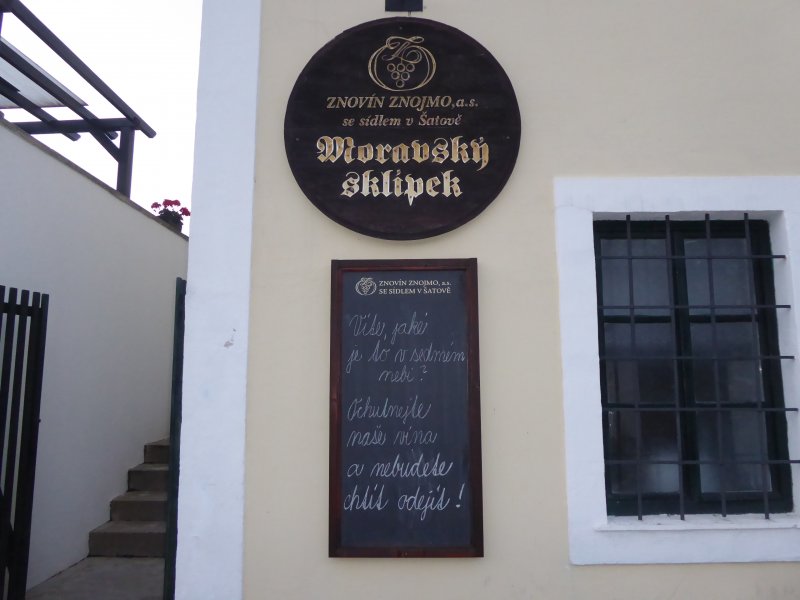 ZNOVÍN ZNOJMO, a.s.
se sídlem v Šatově
Moravský
sklípek
ZNOVÍN ZNOJMO, a.s.
SE SÍDLEM V ŠATOVĚ
Víte, jaké
je to v sedmém
nebi?
Ochutnejte
naše vína
a nebudete
chtít odejít!